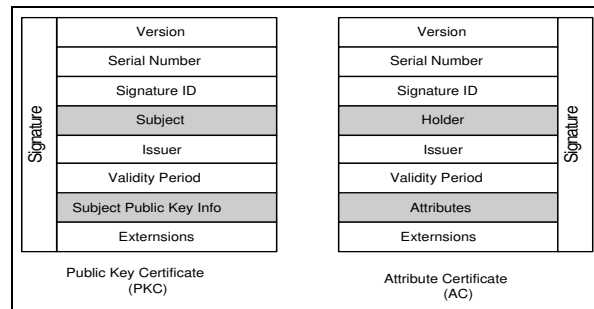 Signature
Version
Serial Number
Signature ID
Subject
Issuer
Validity Period
Subject Public Key Info
Externsions
Public Key Certificate
(PKC)
Version
Serial Number
Signature ID
Holder
Issuer
Validity Period
Attributes
Externsions
Signature
Attribute Certificate
(AC)